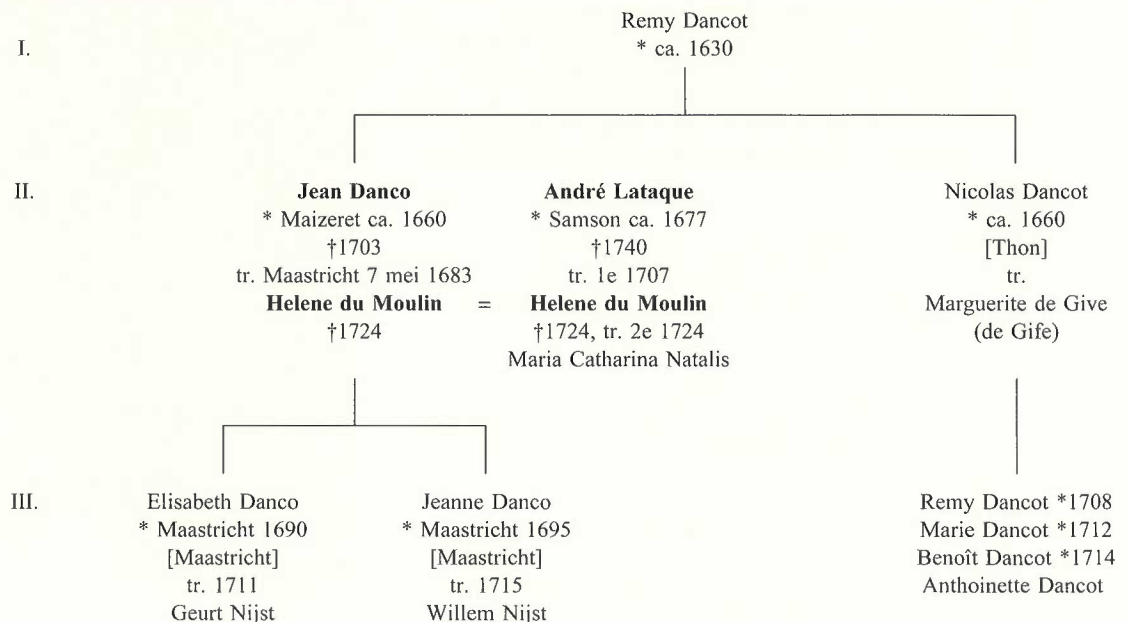 I.
Remy Dancot
* ca. 1630
II.
Jean Danco
* Maizeret ca. 1660
†1703
tr. Maastricht 7 mei 1683
Helene du Moulin
†1724
=
André Lataque
* Samson ca. 1677
†1740
tr. 1e 1707
Helene du Moulin
†1724, tr. 2e 1724
Maria Catharina Natalis
Nicolas Dancot
* ca. 1660
[Thon]
tr.
Marguerite de Give
(de Gife)
III.
Elisabeth Danco
* Maastricht 1690
[Maastricht]
tr. 1711
Geurt Nijst
Jeanne Danco
* Maastricht 1695
[Maastricht]
tr. 1715
Willem Nijst
Remy Dancot *1708
Marie Dancot *1712
Benoît Dancot *1714
Anthoinette Dancot